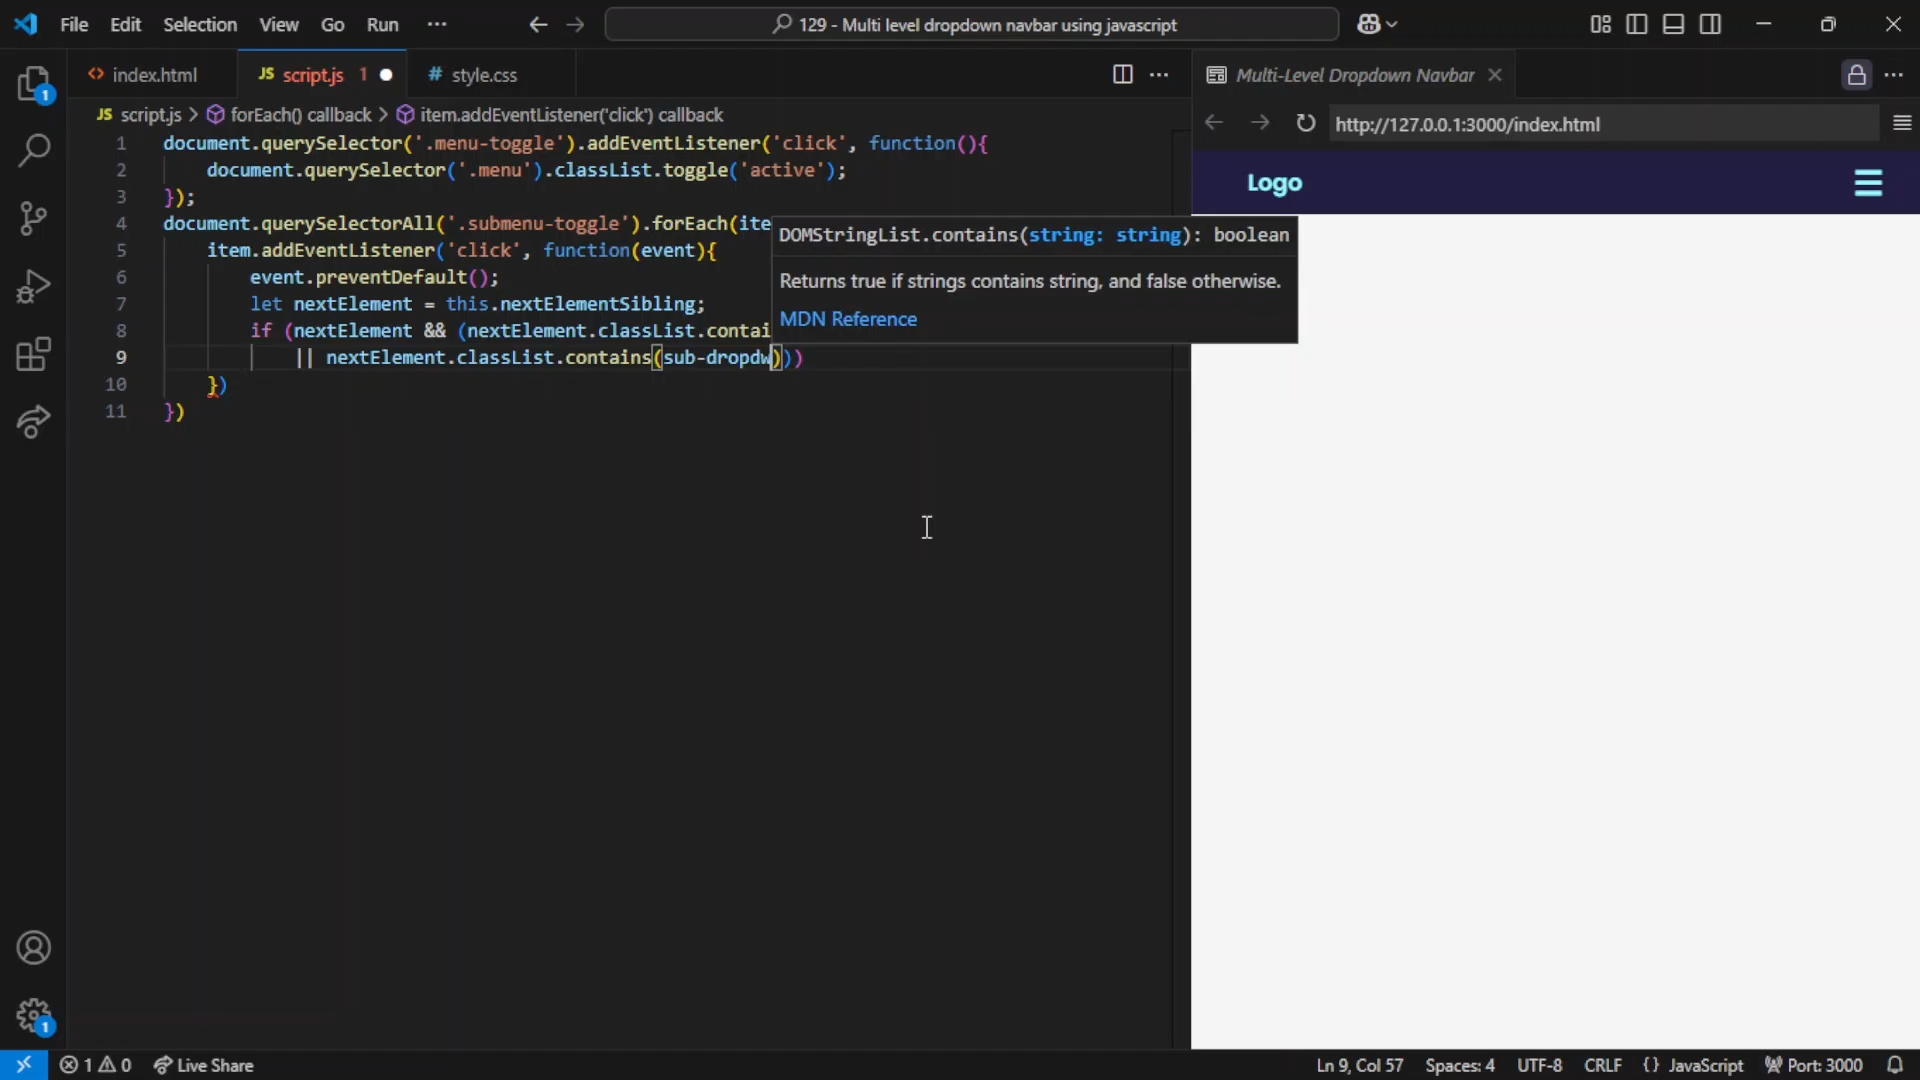 File Edit Selection View Go Run ··· 129 - Multi level dropdown navbar using javascript
index.html JS script.js 1 # style.css Multi-Level Dropdown Navbar
JS script.js > forEach() callback > item.addEventListener('click') callback
http://127.0.0.1:3000/index.html
Logo
1 document.querySelector('.menu-toggle').addEventListener('click', function(){
2 document.querySelector('.menu').classList.toggle('active');
3 });
4 document.querySelectorAll('.submenu-toggle').forEach(ite
5 item.addEventListener('click', function(event){
6 event.preventDefault();
7 let nextElement = this.nextElementSibling;
8 if (nextElement && (nextElement.classList.contai
9 || nextElement.classList.contains(sub-dropdw)))
10 })
11 })
DOMStringList.contains(string: string): boolean
Returns true if strings contains string, and false otherwise.
MDN Reference
1
1
1 0 Live Share Ln 9, Col 57 Spaces: 4 UTF-8 CRLF {} JavaScript Port: 3000